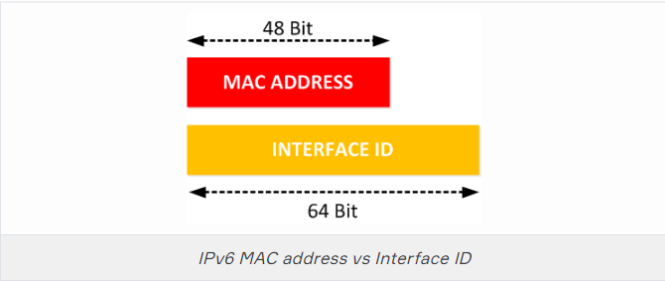 48 Bit
MAC ADDRESS
INTERFACE ID
64 Bit
IPv6 MAC address vs Interface ID